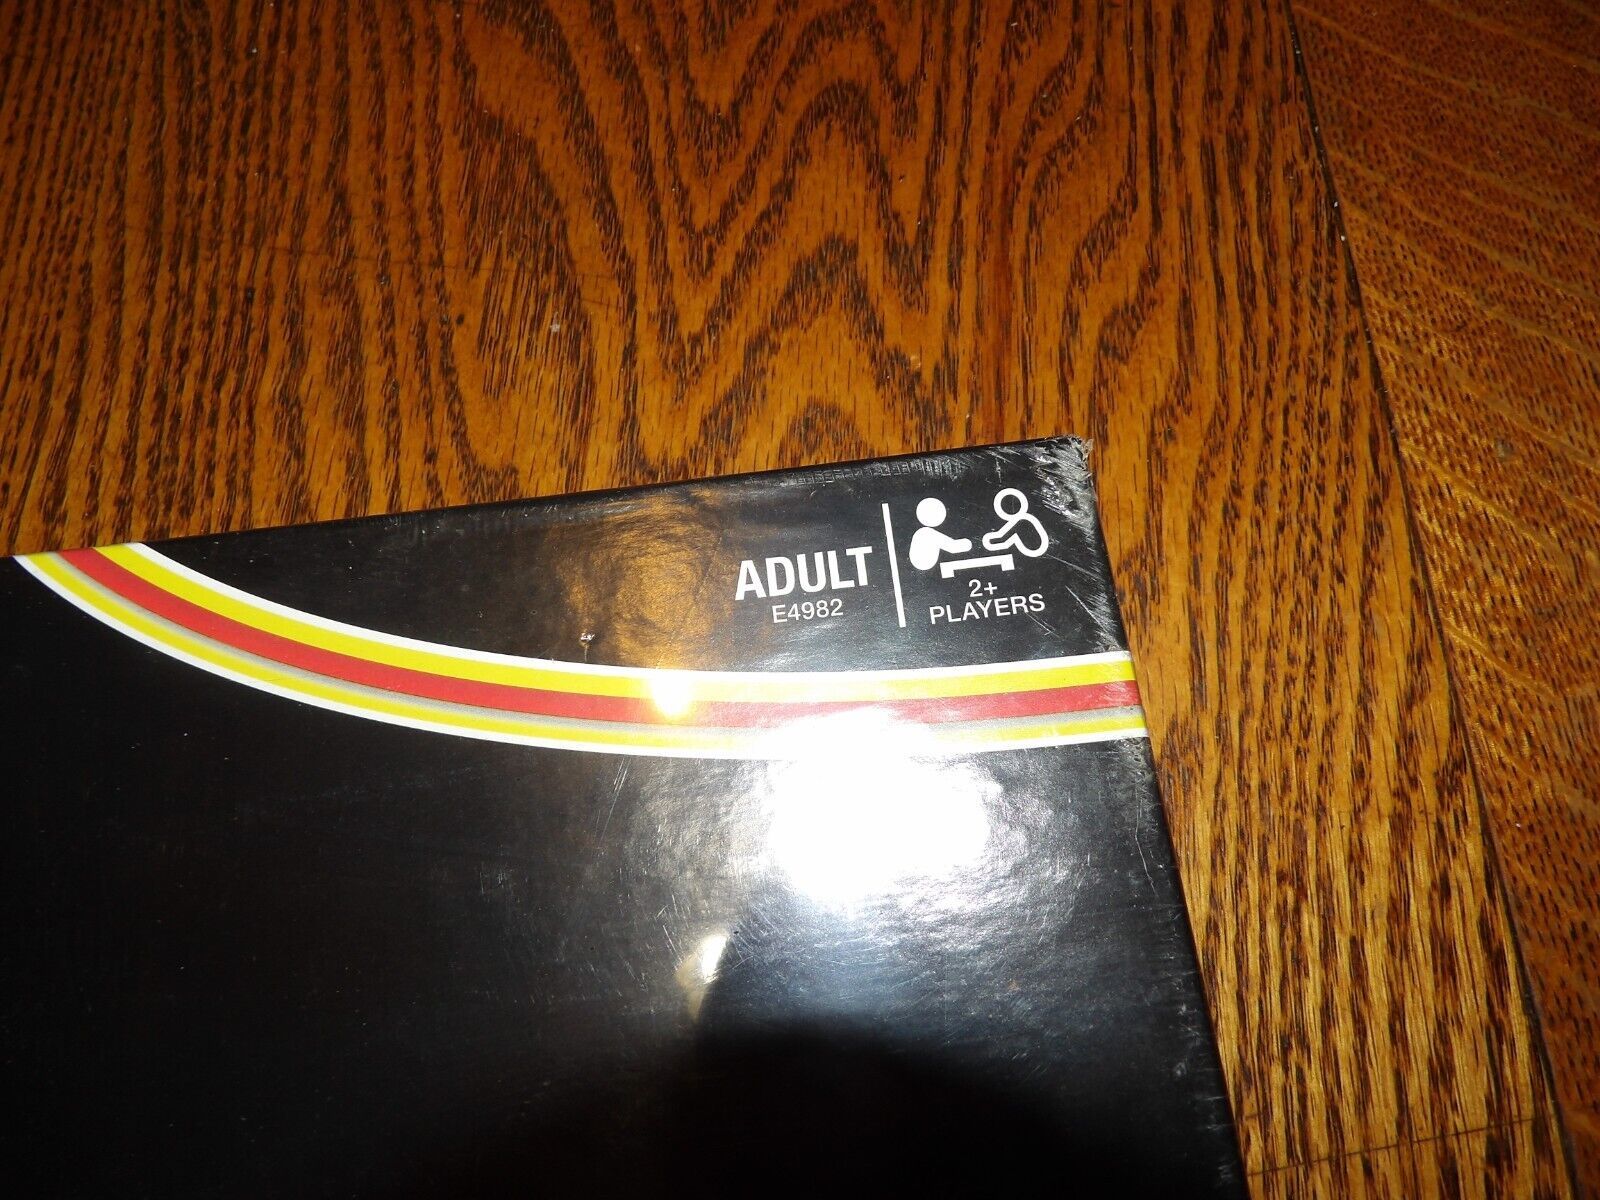 ADULT
E4982
2+
PLAYERS